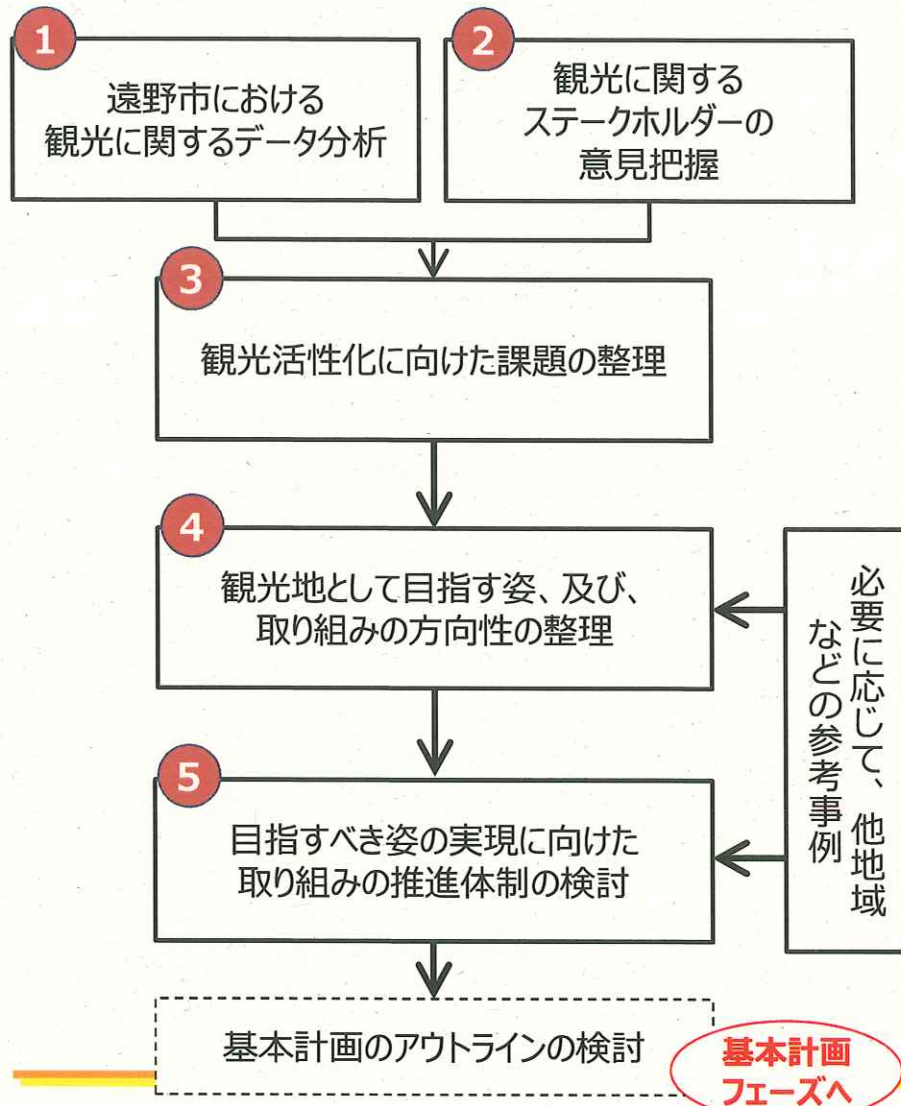 1
遠野市における
観光に関するデータ分析
2
観光に関する
ステークホルダーの
意見把握
3
観光活性化に向けた課題の整理
4
観光地として目指す姿、及び、
取り組みの方向性の整理
必要に応じて、他地域
などの参考事例
5
目指すべき姿の実現に向けた
取り組みの推進体制の検討
基本計画のアウトラインの検討
基本計画
フェーズへ